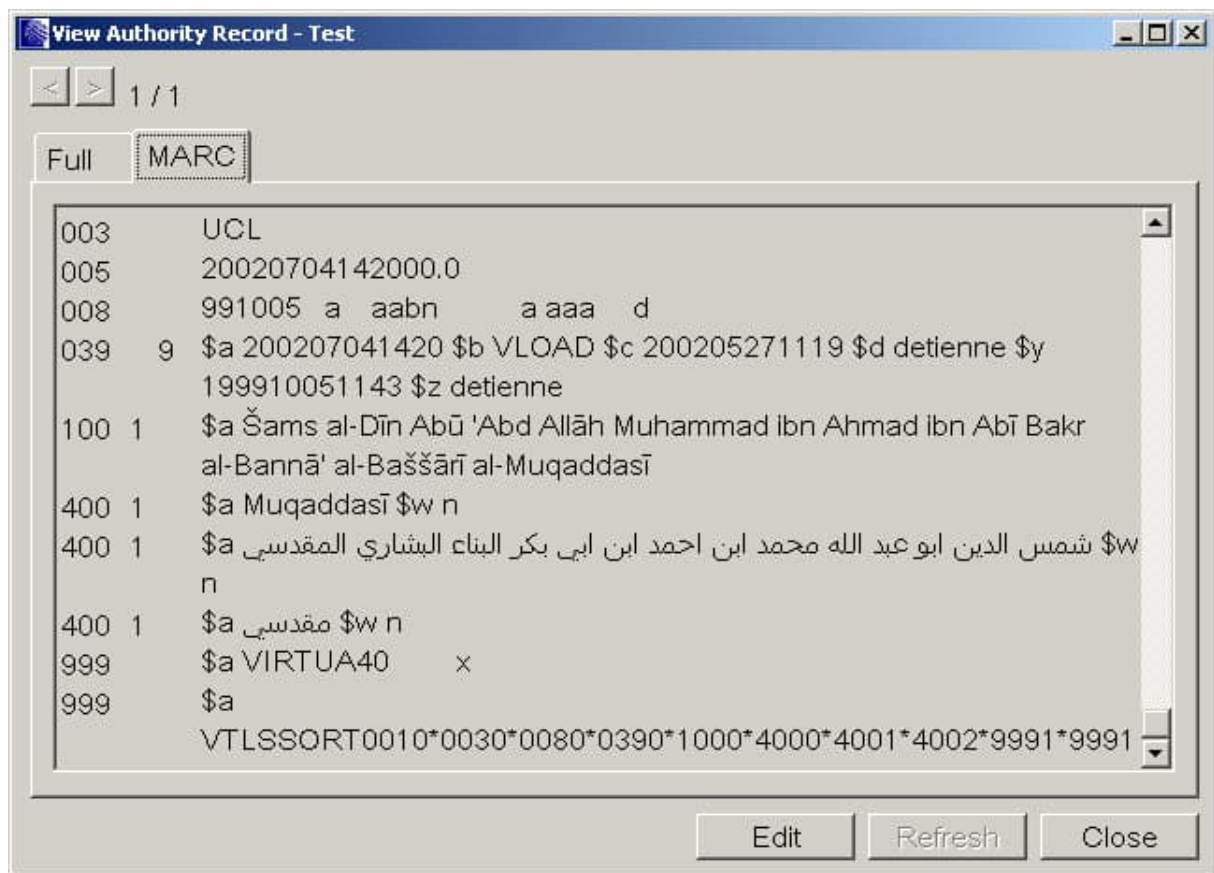 View Authority Record - Test
< > 1 / 1
Full MARC
003 UCL
005 20020704142000.0
008 991005 a aabn a aaa d
039 9 $a 200207041420 $b VLOAD $c 200205271119 $d detienne $y
199910051143 $z detienne
100 1 $a Šams al-Dīn Abū 'Abd Allāh Muhammad ibn Ahmad ibn Abī Bakr
al-Bannā' al-Baššārī al-Muqaddasī
400 1 $a Muqaddasī $w n
400 1 $a شمس الدين ابو عبد الله محمد ابن احمد ابن ابي بكر البناء البشاري المقدسي $w
n
400 1 $a مقدسي $w n
999 $a VIRTUA40 x
999 $a
VTLSSORT0010*0030*0080*0390*1000*4000*4001*4002*9991*9991
Edit Refresh Close